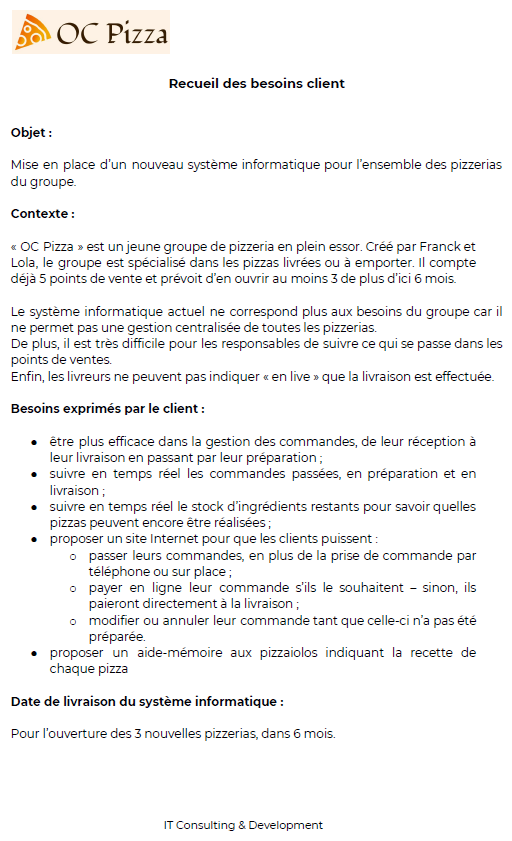 OC Pizza
Recueil des besoins client
Objet :
Mise en place d’un nouveau système informatique pour l’ensemble des pizzerias
du groupe.
Contexte :
« OC Pizza » est un jeune groupe de pizzeria en plein essor. Créé par Franck et
Lola, le groupe est spécialisé dans les pizzas livrées ou à emporter. Il compte
déjà 5 points de vente et prévoit d’en ouvrir au moins 3 de plus d’ici 6 mois.
Le système informatique actuel ne correspond plus aux besoins du groupe car il
ne permet pas une gestion centralisée de toutes les pizzerias.
De plus, il est très difficile pour les responsables de suivre ce qui se passe dans les
points de ventes.
Enfin, les livreurs ne peuvent pas indiquer « en live » que la livraison est effectuée.
Besoins exprimés par le client :
● être plus efficace dans la gestion des commandes, de leur réception à
leur livraison en passant par leur préparation ;
● suivre en temps réel les commandes passées, en préparation et en
livraison ;
● suivre en temps réel le stock d’ingrédients restants pour savoir quelles
pizzas peuvent encore être réalisées ;
● proposer un site Internet pour que les clients puissent :
○ passer leurs commandes, en plus de la prise de commande par
téléphone ou sur place ;
○ payer en ligne leur commande s’ils le souhaitent – sinon, ils
paieront directement à la livraison ;
○ modifier ou annuler leur commande tant que celle-ci n’a pas été
préparée.
● proposer un aide-mémoire aux pizzaiolos indiquant la recette de
chaque pizza
Date de livraison du système informatique :
Pour l’ouverture des 3 nouvelles pizzerias, dans 6 mois.
IT Consulting & Development